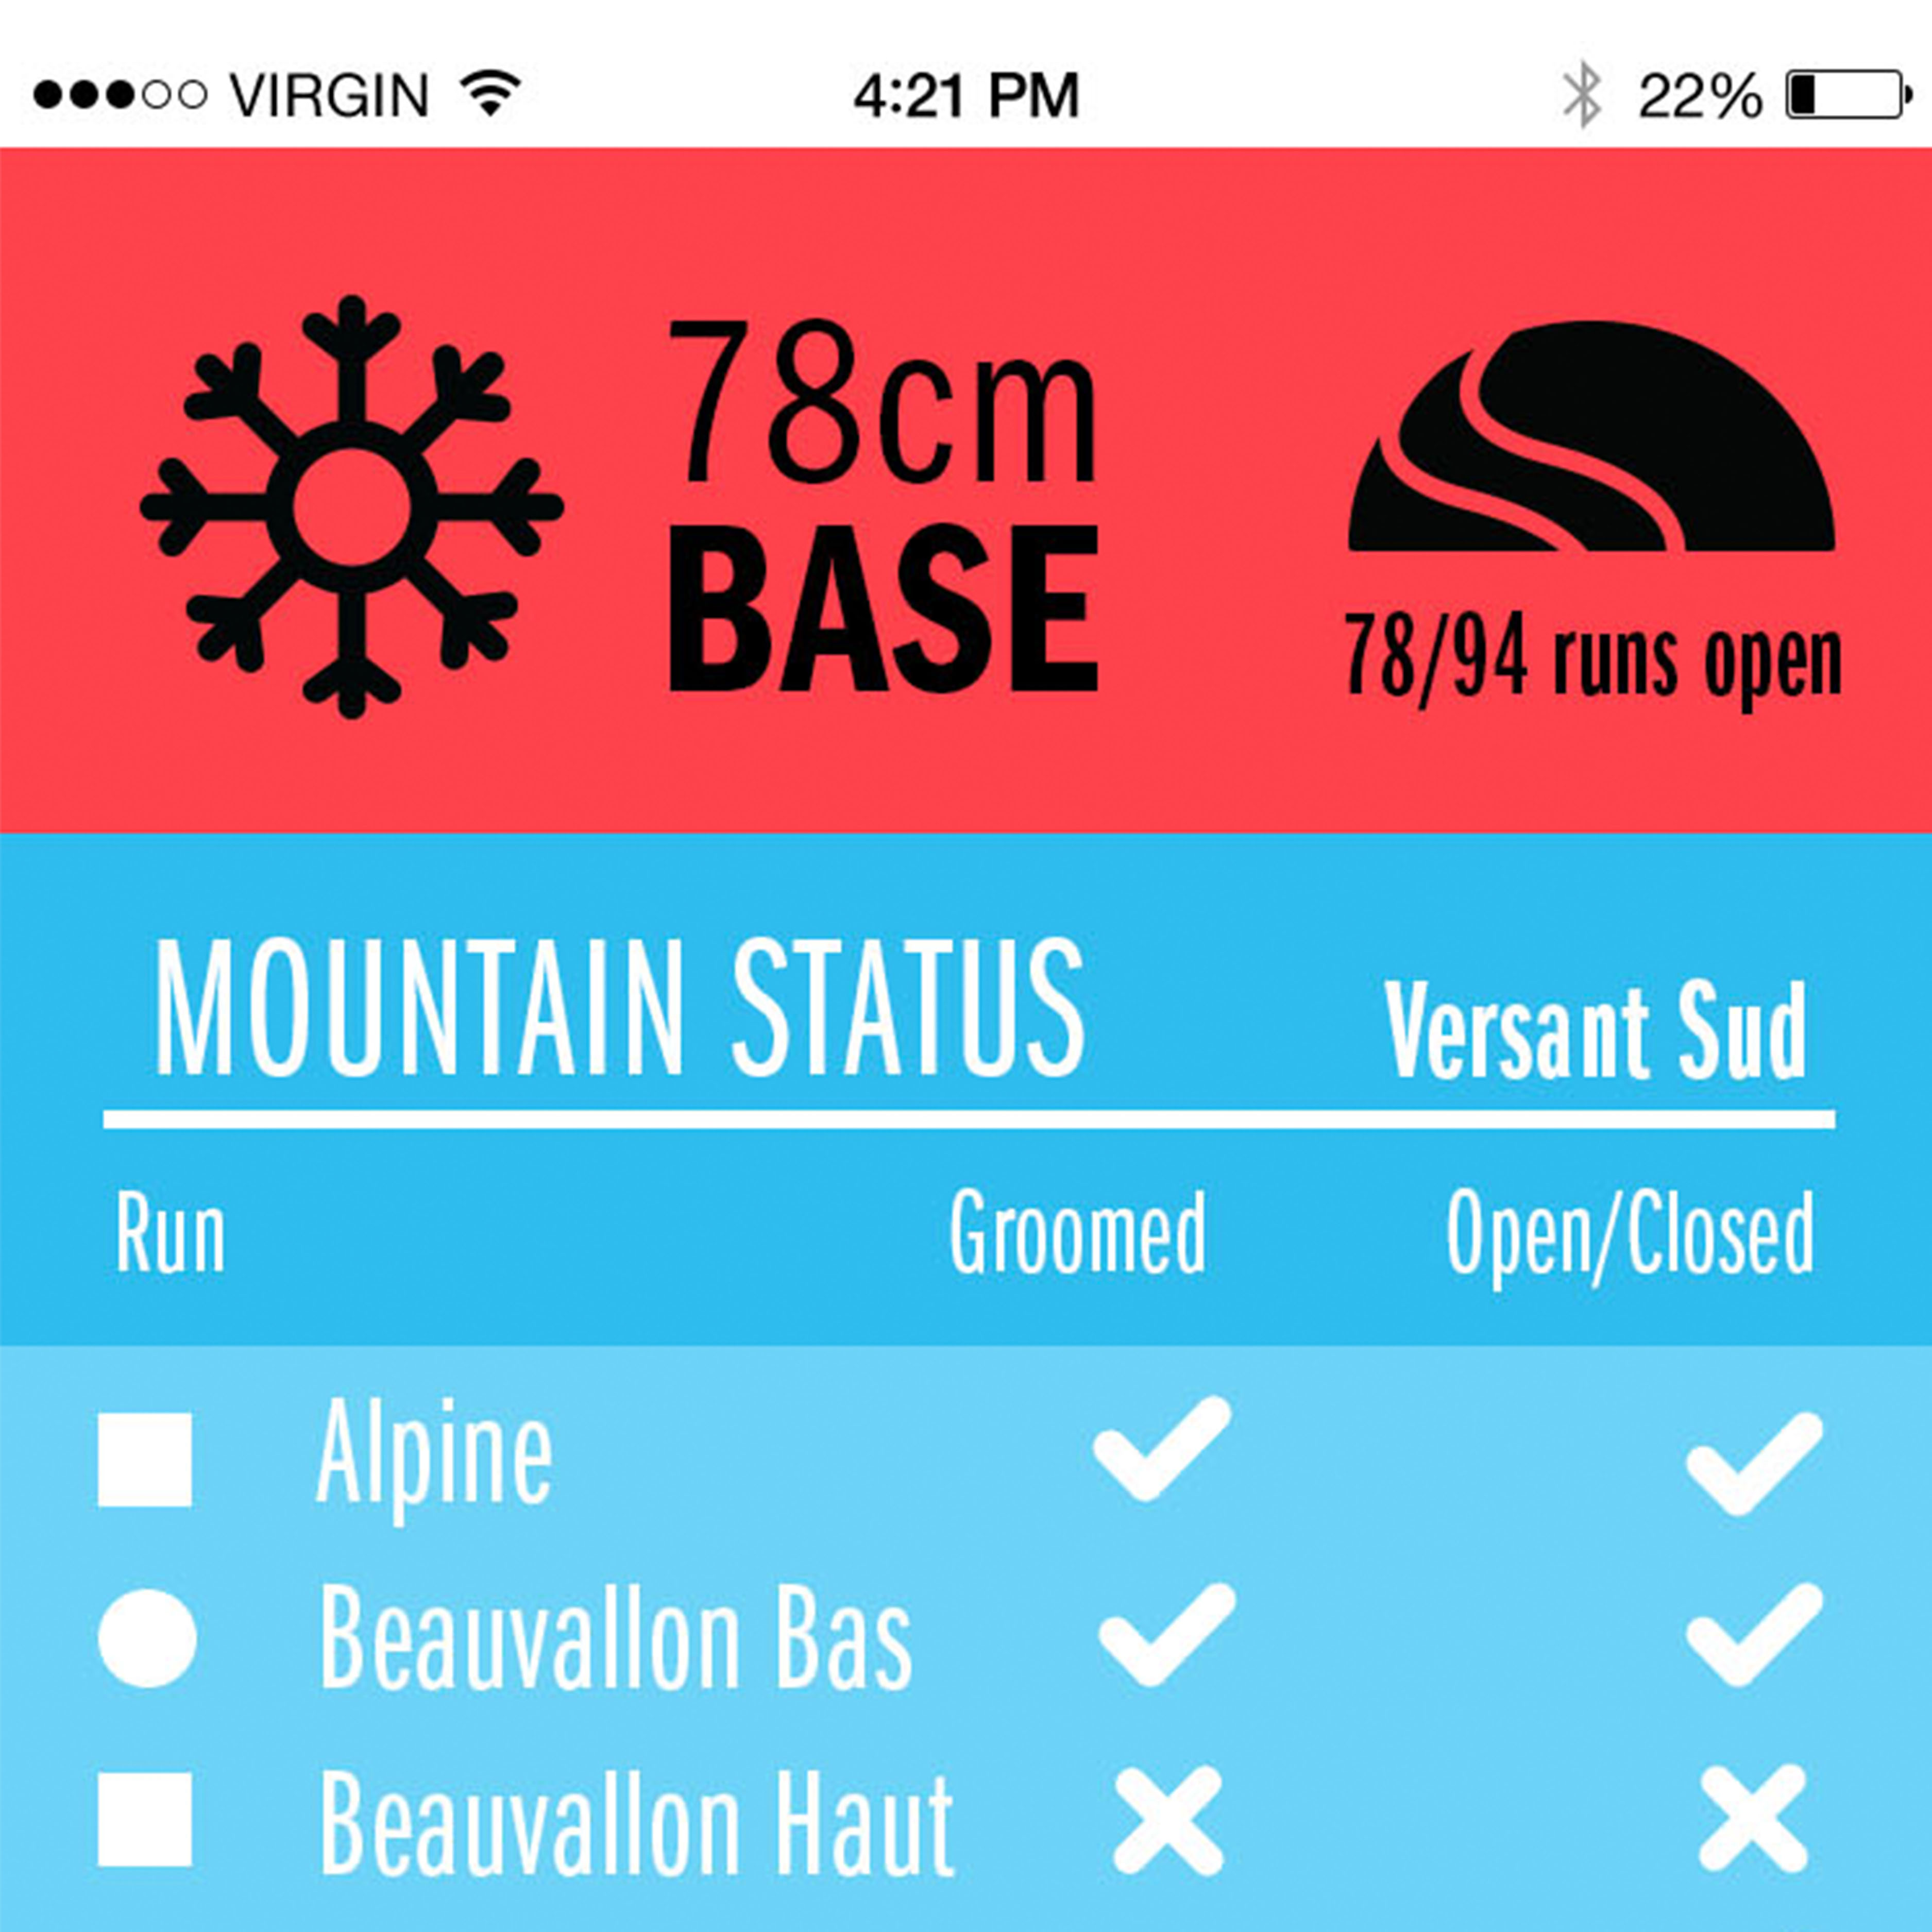 VIRGIN 4:21 PM 22%
78cm
BASE
78/94 runs open
MOUNTAIN STATUS Versant Sud
Run Groomed Open/Closed
Alpine
Beauvallon Bas
Beauvallon Haut